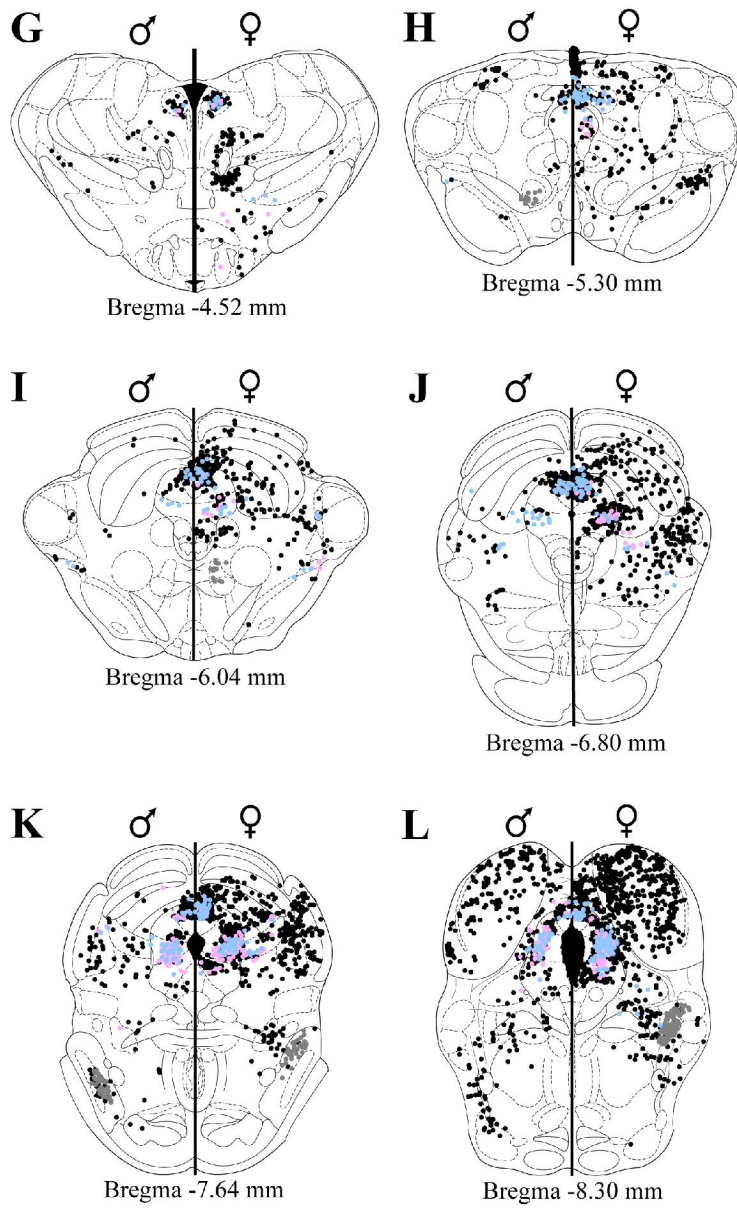 G ♂ ♀
H ♂ ♀
Bregma -4.52 mm
Bregma -5.30 mm
I ♂ ♀
J ♂ ♀
Bregma -6.04 mm
Bregma -6.80 mm
K ♂ ♀
L ♂ ♀
Bregma -7.64 mm
Bregma -8.30 mm